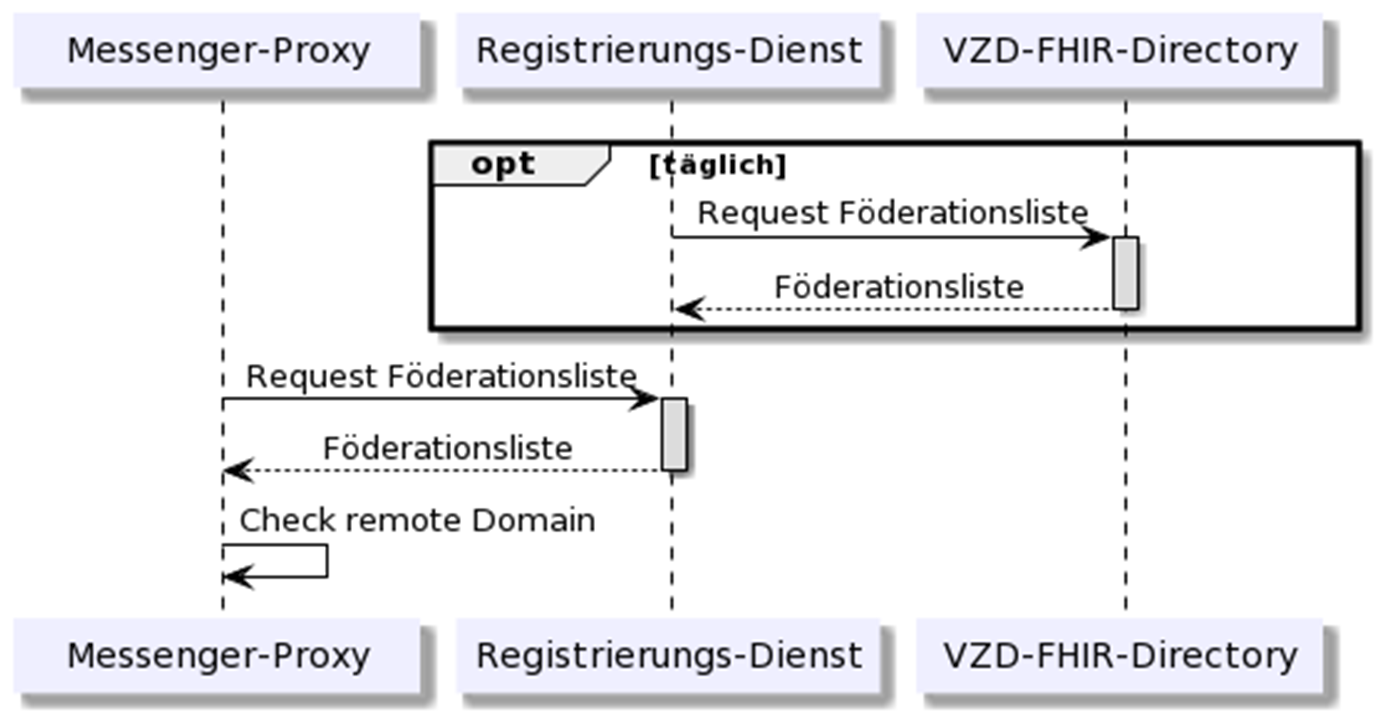 Messenger-Proxy
Registrierungs-Dienst
VZD-FHIR-Directory
opt
[täglich]
Request Föderationsliste
Föderationsliste
Request Föderationsliste
Föderationsliste
Check remote Domain
Messenger-Proxy
Registrierungs-Dienst
VZD-FHIR-Directory